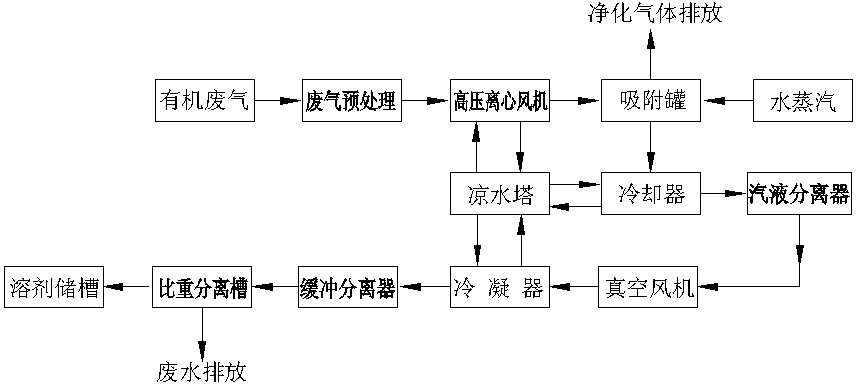 净化气体排放
有机废气
废气预处理
高压离心风机
吸附罐
水蒸汽
凉水塔
冷却器
汽液分离器
溶剂储槽
比重分离槽
缓冲分离器
冷 凝 器
真空风机
废水排放